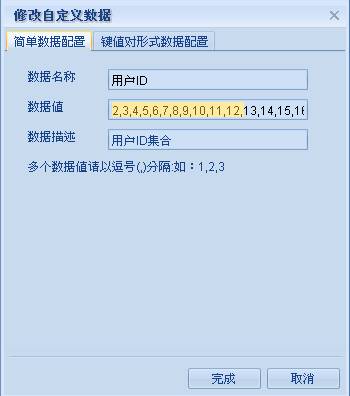 修改自定义数据
简单数据配置 键值对形式数据配置
数据名称 用户ID
数据值 2,3,4,5,6,7,8,9,10,11,12,13,14,15,16
数据描述 用户ID集合
多个数据值请以逗号(,)分隔:如：1,2,3
完成 取消